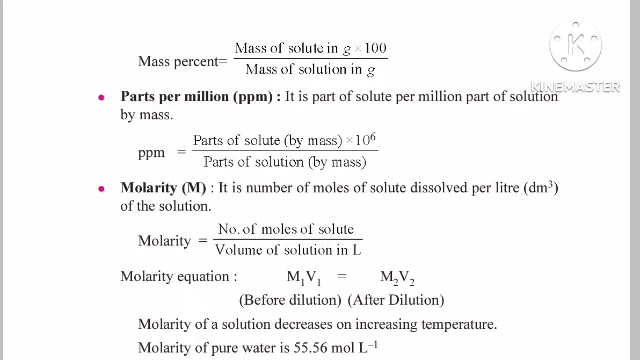 Mass percent= Mass of solute in g × 100 / Mass of solution in g
K
KINEMASTER
• Parts per million (ppm) : It is part of solute per million part of solution
by mass.
ppm = Parts of solute (by mass) × 10⁶ / Parts of solution (by mass)
• Molarity (M) : It is number of moles of solute dissolved per litre (dm³)
of the solution.
Molarity = No. of moles of solute / Volume of solution in L
Molarity equation : M₁V₁ = M₂V₂
(Before dilution) (After Dilution)
Molarity of a solution decreases on increasing temperature.
Molarity of pure water is 55.56 mol L⁻¹